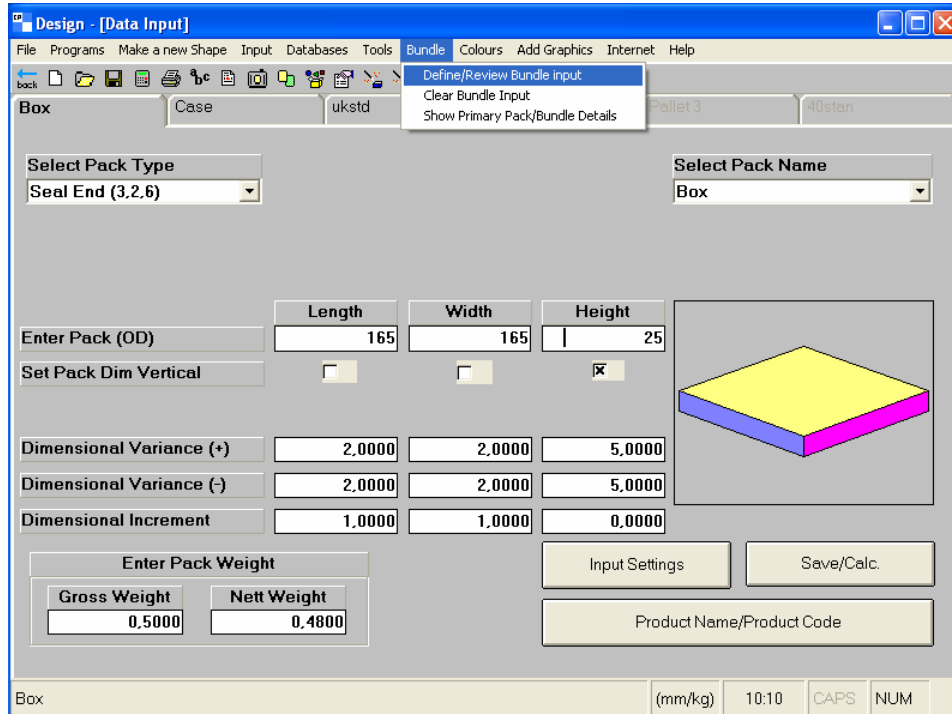 Design - [Data Input]
File Programs Make a new Shape Input Databases Tools Bundle Colours Add Graphics Internet Help
back
Define/Review Bundle input
Clear Bundle Input
Show Primary Pack/Bundle Details
Box Case ukstd Pallet 3 40stan
Select Pack Type Select Pack Name
Seal End (3,2,6) Box
Length Width Height
Enter Pack (OD) 165 165 25
Set Pack Dim Vertical
Dimensional Variance (+) 2,0000 2,0000 5,0000
Dimensional Variance (-) 2,0000 2,0000 5,0000
Dimensional Increment 1,0000 1,0000 0,0000
Enter Pack Weight
Input Settings Save/Calc.
Gross Weight Nett Weight
0,5000 0,4800
Product Name/Product Code
Box (mm/kg) 10:10 CAPS NUM